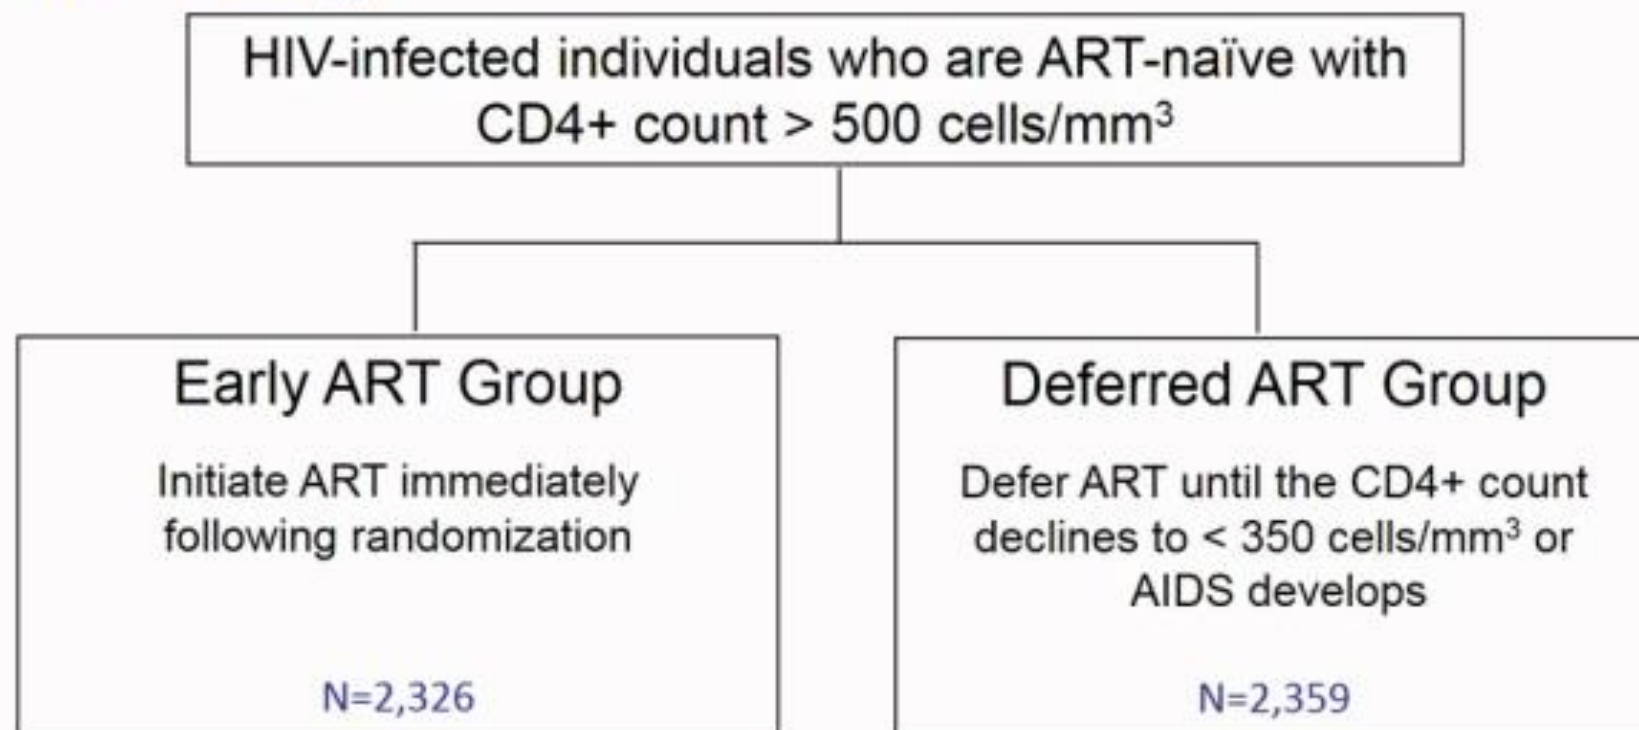 HIV-infected individuals who are ART-naïve with
CD4+ count > 500 cells/mm³
Early ART Group
Initiate ART immediately
following randomization
N=2,326
Deferred ART Group
Defer ART until the CD4+ count
declines to < 350 cells/mm³ or
AIDS develops
N=2,359